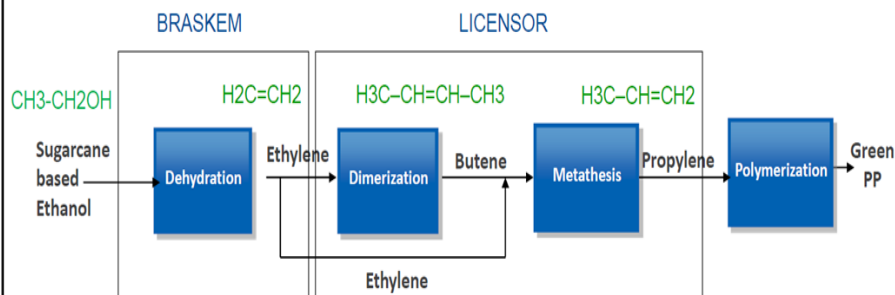 BRASKEM
LICENSOR
CH3-CH2OH
H2C=CH2
H3C–CH=CH–CH3
H3C–CH=CH2
Sugarcane
based
Ethanol
Dehydration
Ethylene
Dimerization
Butene
Metathesis
Propylene
Polymerization
Green
PP
Ethylene